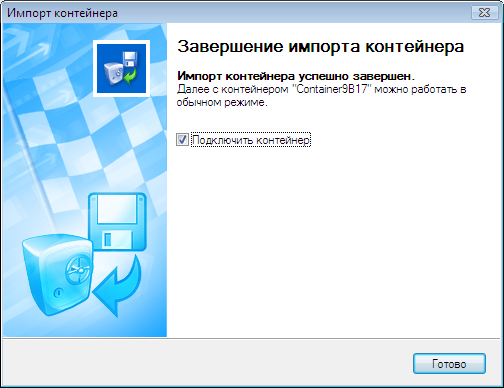 Импорт контейнера
Завершение импорта контейнера
Импорт контейнера успешно завершен.
Далее с контейнером "Container9B17" можно работать в
обычном режиме.
Подключить контейнер
Готово